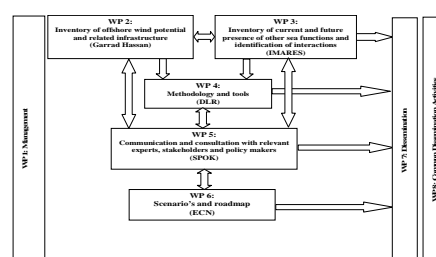 WP 2:
Inventory of offshore wind potential
and related infrastructure
(Garrad Hassan)
WP 3:
Inventory of current and future
presence of other sea functions and
identification of interactions
(IMARES)
WP 4:
Methodology and tools
(DLR)
WP 5:
Communication and consultation with relevant
experts, stakeholders and policy makers
(SPOK)
WP 6:
Scenario's and roadmap
(ECN)
WP 1: Management
WP 7: Dissemination
WP8: Common Dissemination Activities